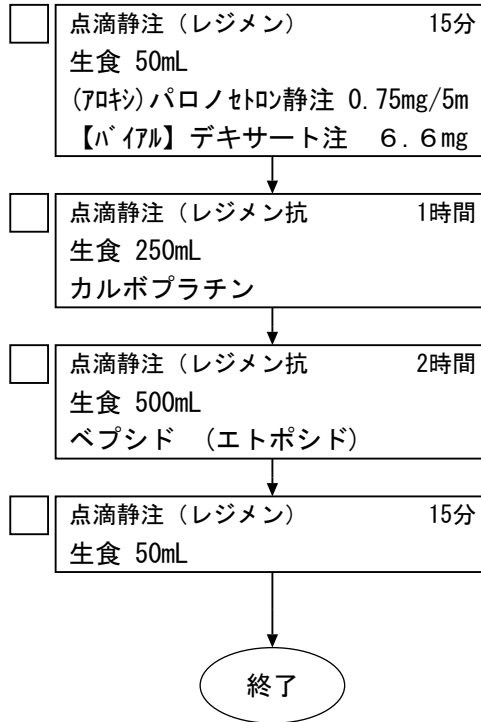 点滴静注（レジメン） 15分
生食 50mL
(ｱﾛｷｼ)パロノｾﾄﾛﾝ静注 0.75mg/5m
【ﾊﾞｲｱﾙ】デキサート注 ６.６mg
点滴静注（レジメン抗 1時間
生食 250mL
カルボプラチン
点滴静注（レジメン抗 2時間
生食 500mL
ベプシド （エトポシド）
点滴静注（レジメン） 15分
生食 50mL
終了